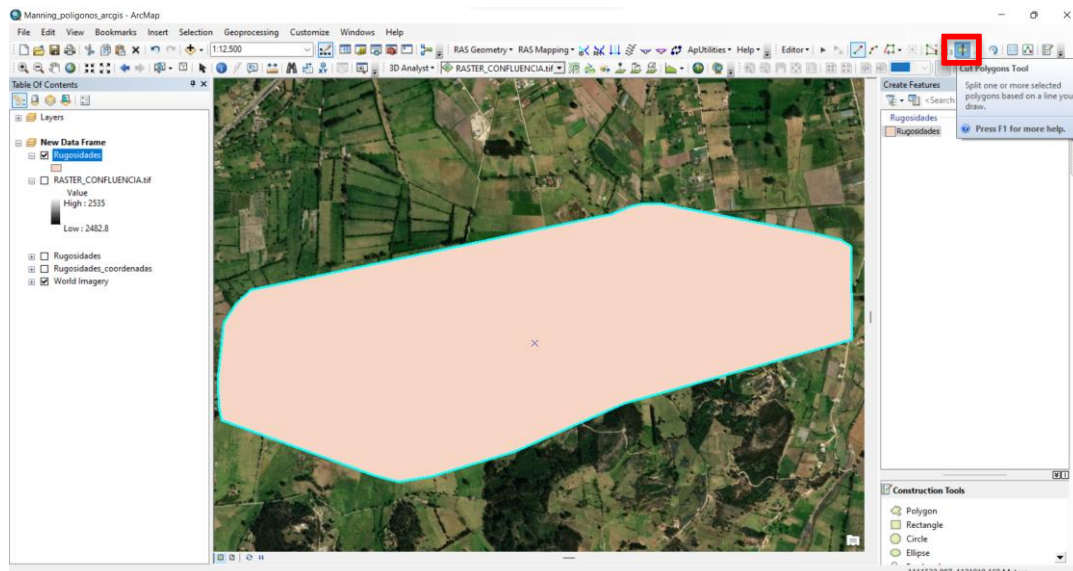 Manning_poligonos_arcgis - ArcMap
File Edit View Bookmarks Insert Selection Geoprocessing Customize Windows Help
1:12.500 RAS Geometry RAS Mapping ApUtilities Help Editor
3D Analyst RASTER_CONFLUENCIA.tif
Table Of Contents
Layers
New Data Frame
Rugosidades
RASTER_CONFLUENCIA.tif
Value
High : 2535
Low : 2482.8
Rugosidades
Rugosidades_coordenadas
World Imagery
Cut Polygons Tool
Split one or more selected
polygons based on a line you
draw.
Press F1 for more help.
Create Features
<Search
Rugosidades
Rugosidades
Construction Tools
Polygon
Rectangle
Circle
Ellipse